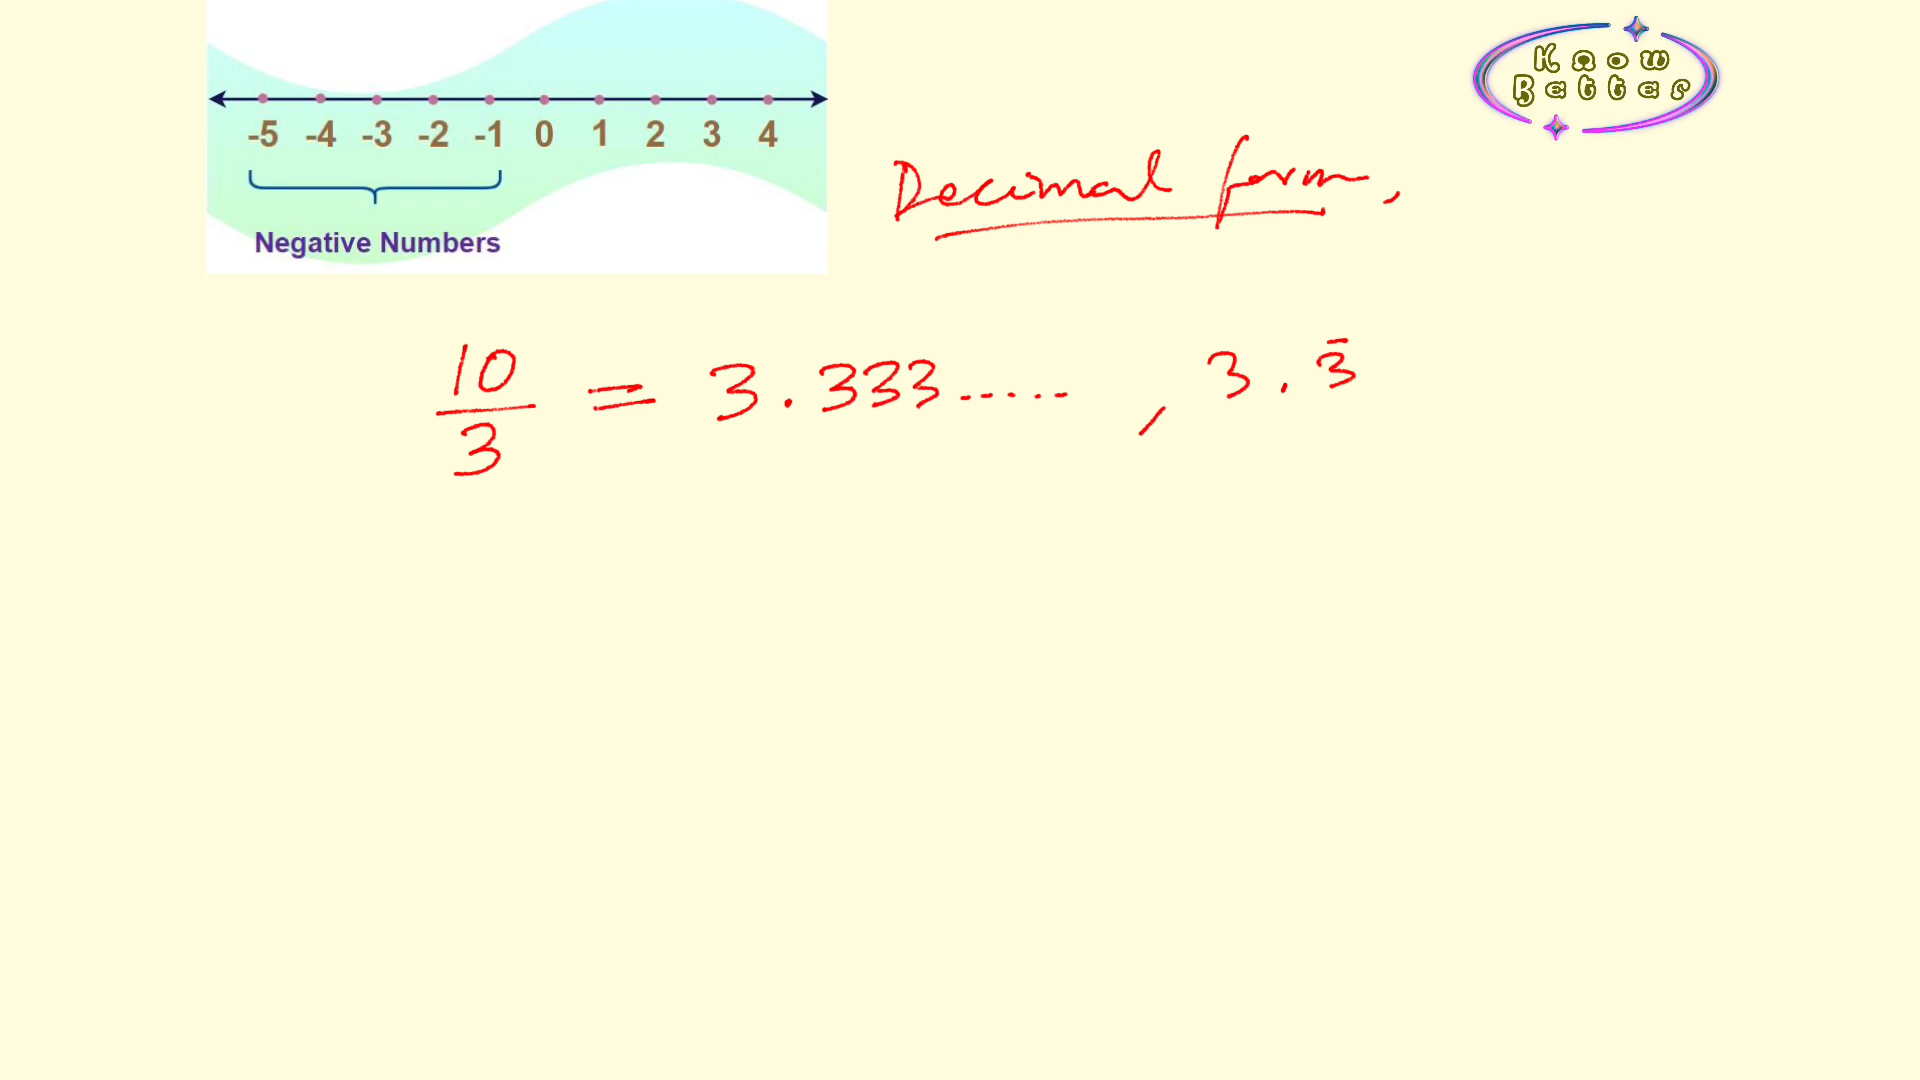 Know
Better
-5 -4 -3 -2 -1 0 1 2 3 4
Negative Numbers
Decimal form,
10/3 = 3.333..... , 3.3̄